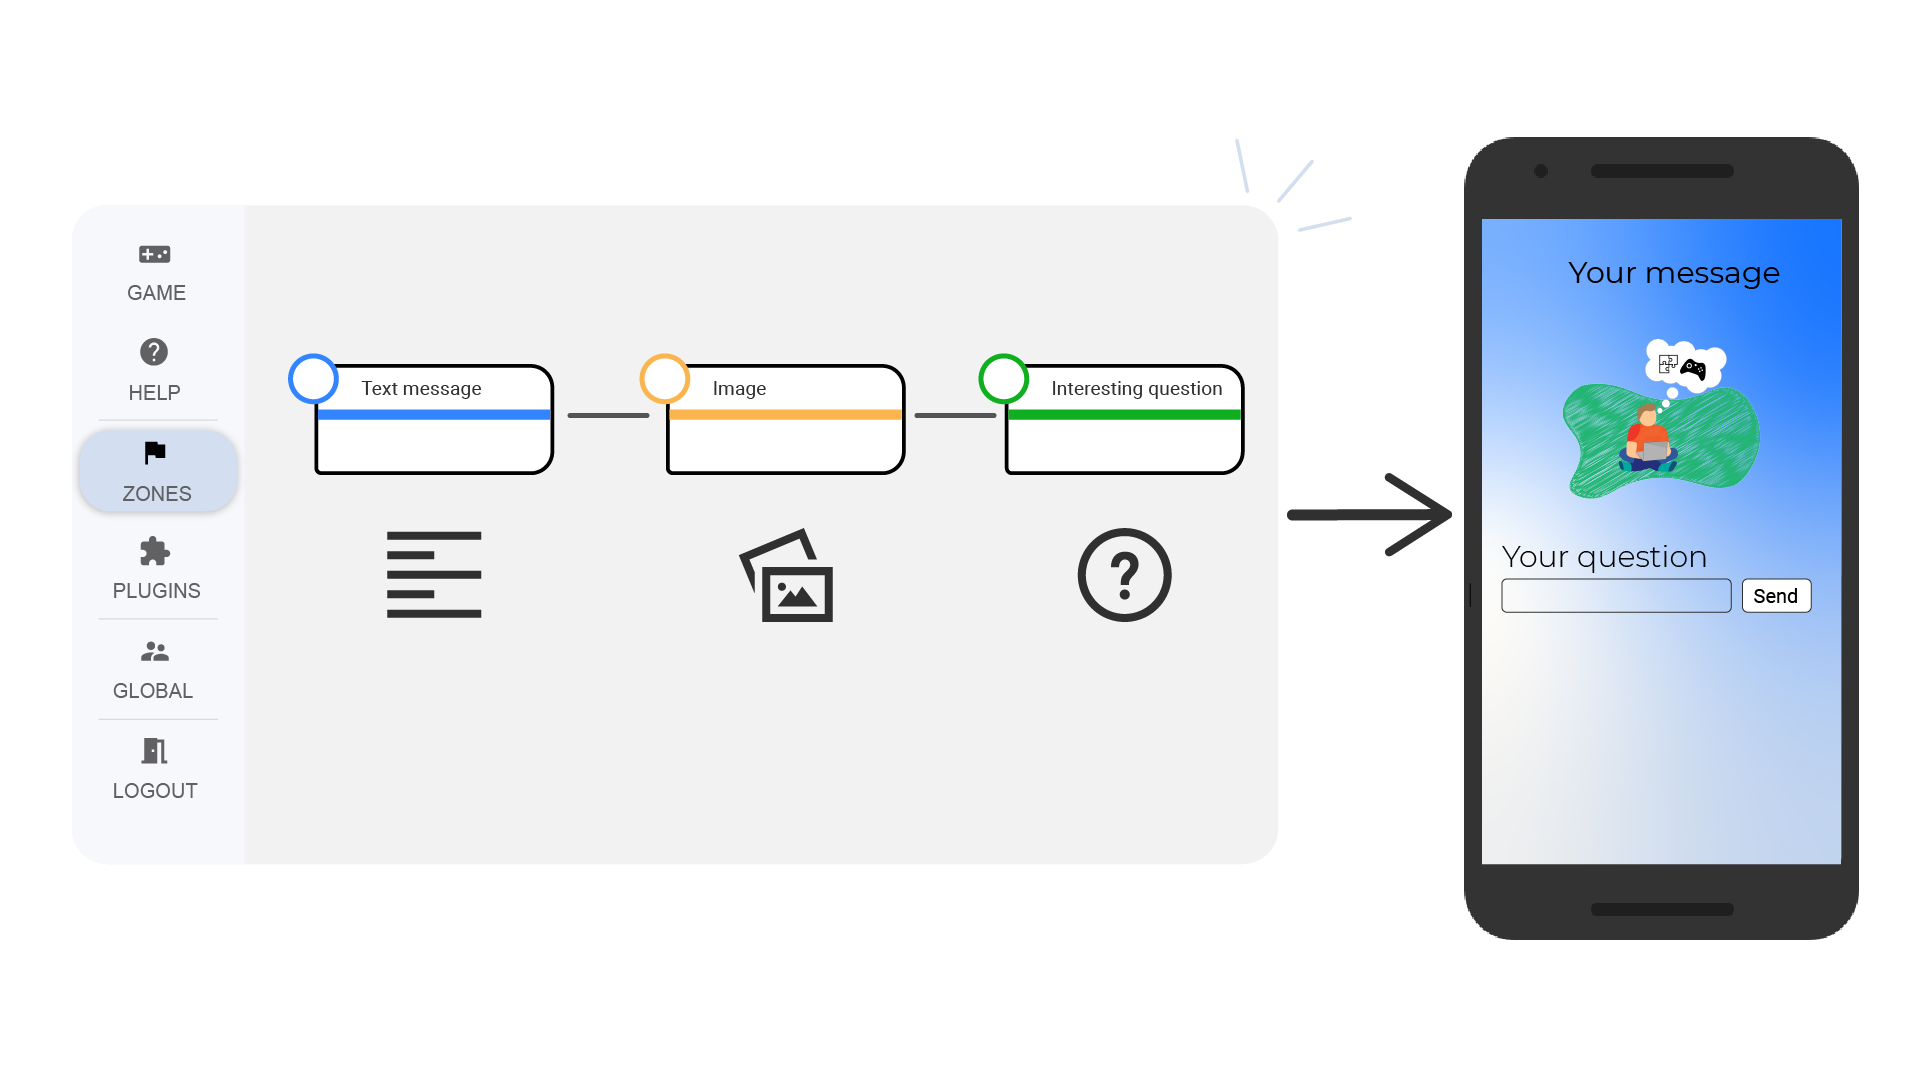 GAME
HELP
ZONES
PLUGINS
GLOBAL
LOGOUT
Text message
Image
Interesting question
Your message
Your question
Send